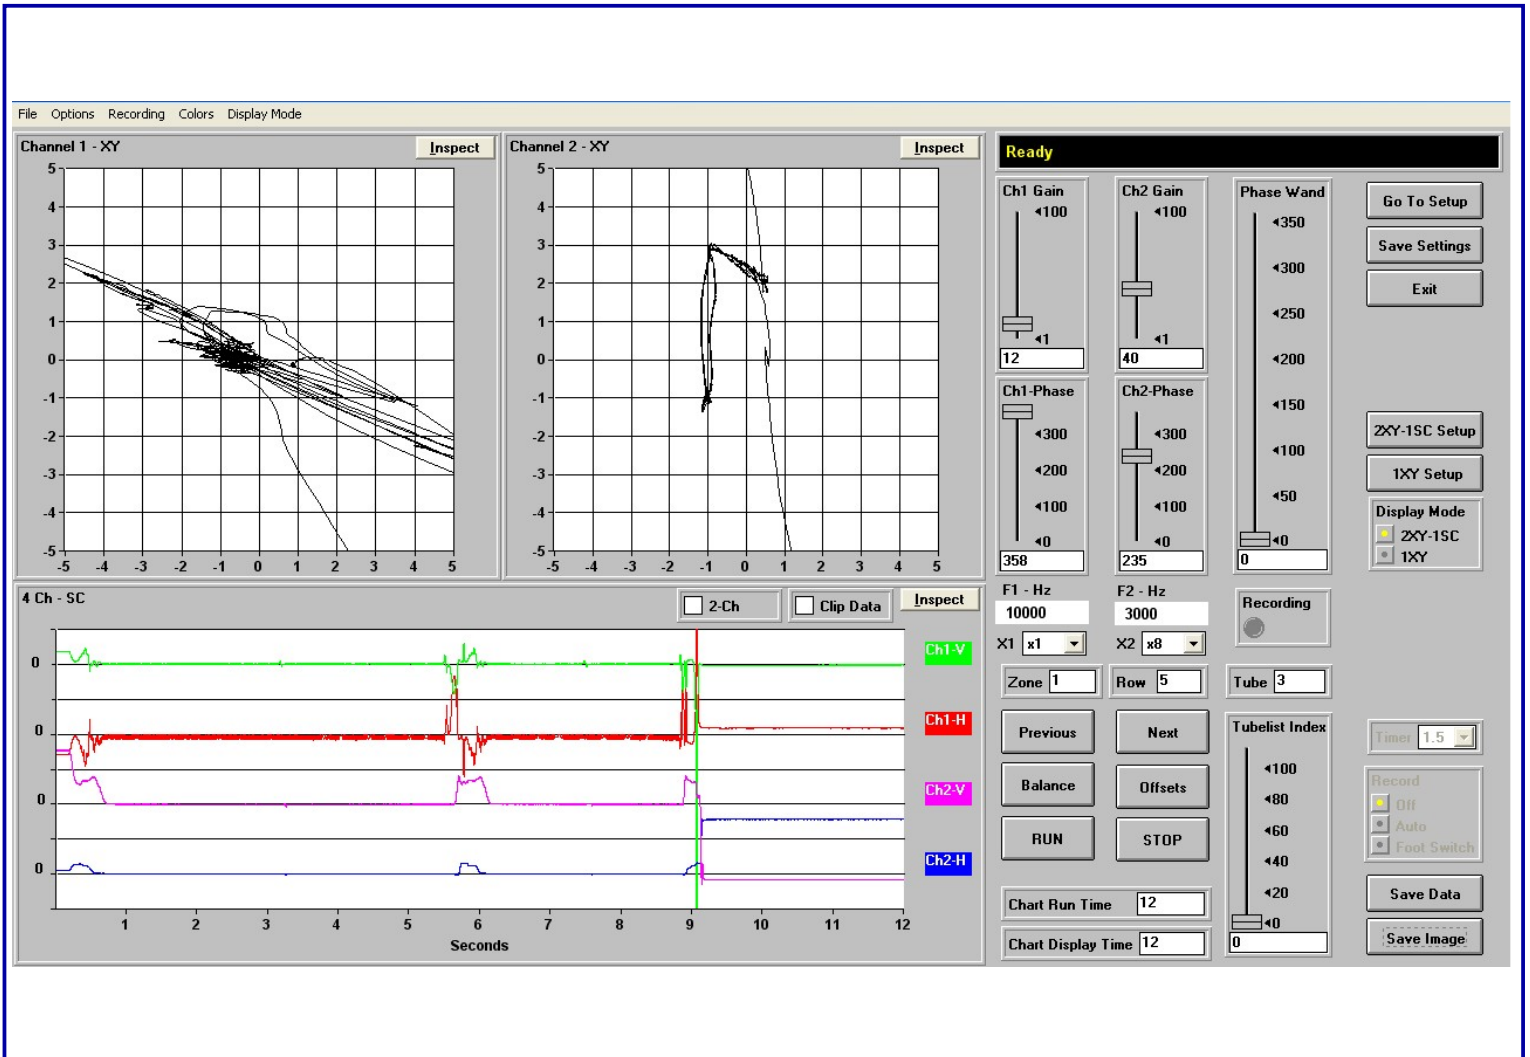 File Options Recording Colors Display Mode
Channel 1 - XY
Inspect
5
4
3
2
1
0
-1
-2
-3
-4
-5
-5 -4 -3 -2 -1 0 1 2 3 4 5
Channel 2 - XY
Inspect
5
4
3
2
1
0
-1
-2
-3
-4
-5
-5 -4 -3 -2 -1 0 1 2 3 4 5
4 Ch - SC
2-Ch
Clip Data
Inspect
0
0
0
0
Ch1-V
Ch1-H
Ch2-V
Ch2-H
1 2 3 4 5 6 7 8 9 10 11 12
Seconds
Ready
Ch1 Gain
100
1
12
Ch2 Gain
100
1
40
Ch1-Phase
300
200
100
0
358
Ch2-Phase
300
200
100
0
235
Phase Wand
350
300
250
200
150
100
50
0
0
Go To Setup
Save Settings
Exit
2XY-1SC Setup
1XY Setup
Display Mode
2XY-1SC
1XY
F1 - Hz
10000
F2 - Hz
3000
Recording
X1 x1
X2 x8
Zone 1
Row 5
Tube 3
Previous
Next
Balance
Offsets
RUN
STOP
Tubelist Index
100
80
60
40
20
0
0
Timer 1.5
Record
Off
Auto
Foot Switch
Chart Run Time 12
Chart Display Time 12
Save Data
Save Image